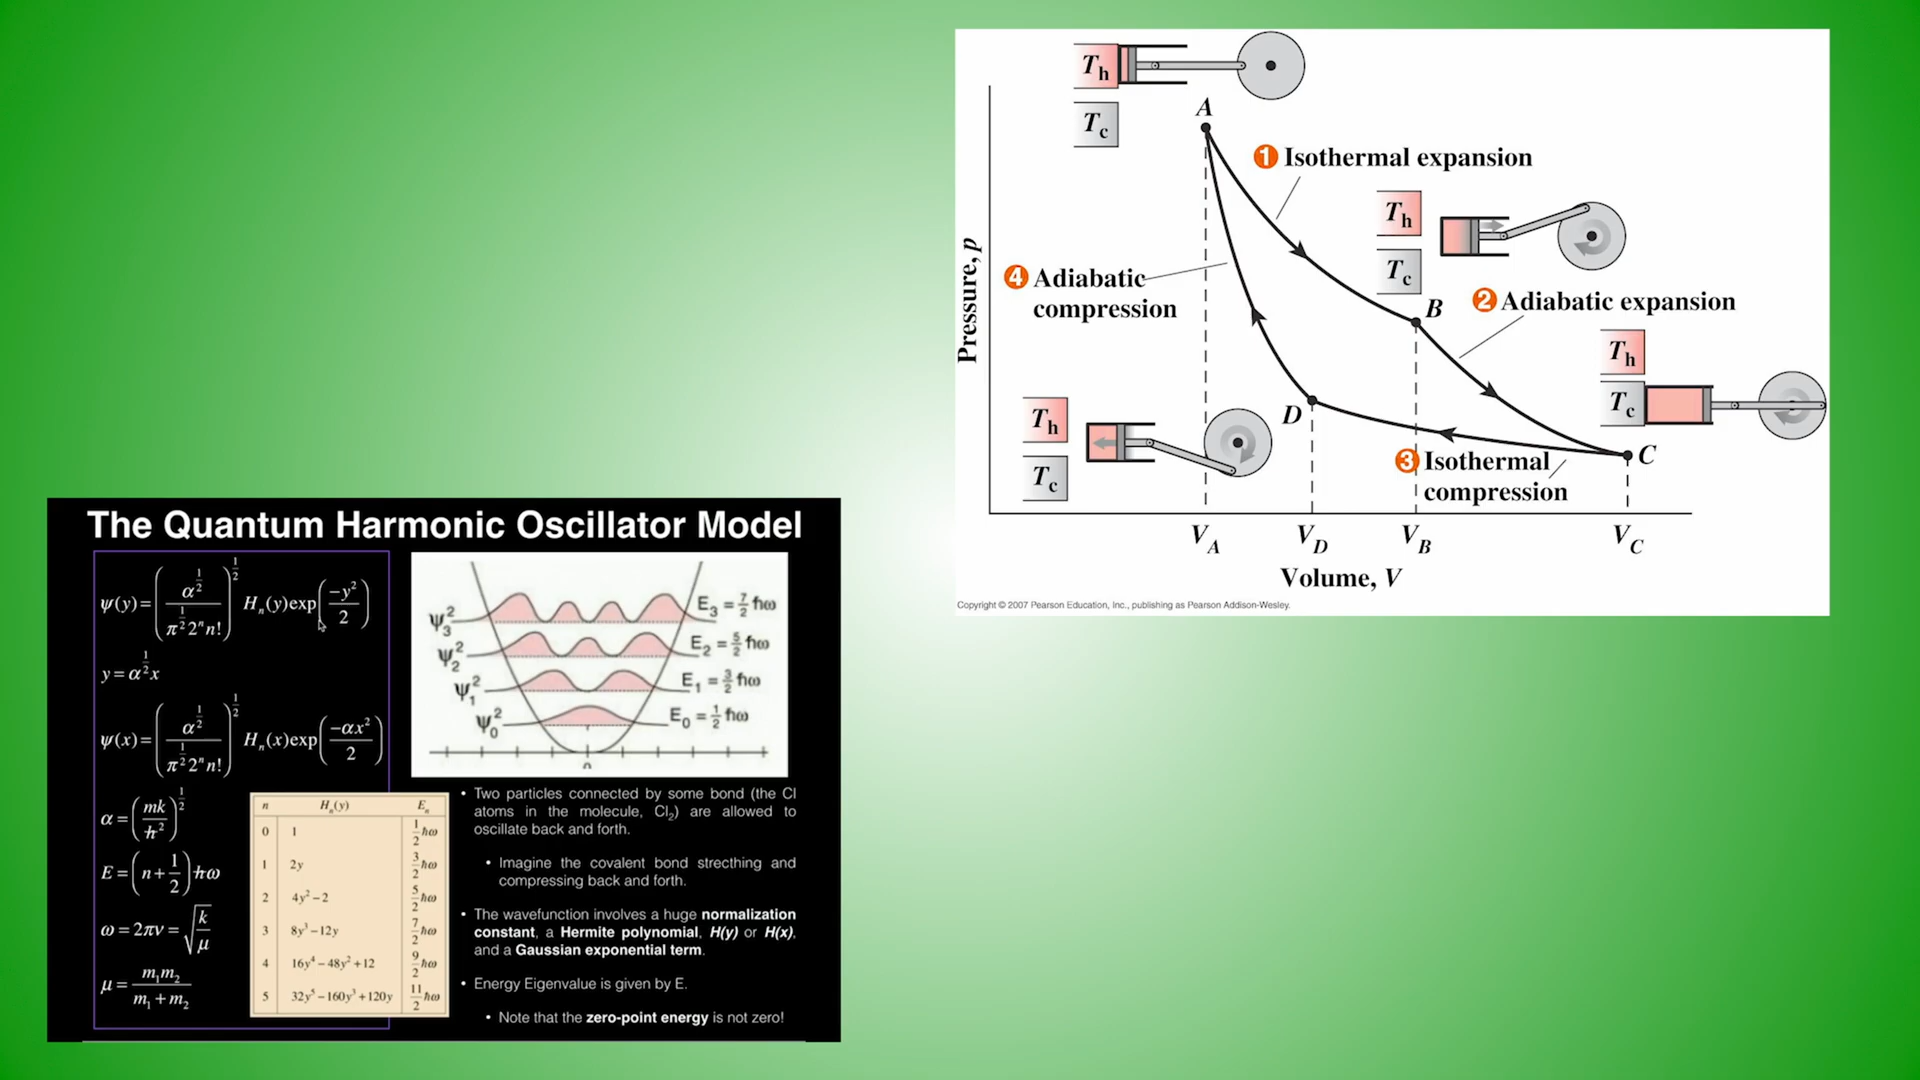 T_h
T_c
A
1 Isothermal expansion
T_h
T_c
4 Adiabatic
compression
B
2 Adiabatic expansion
T_h
T_c
Pressure, p
D
T_h
T_c
C
3 Isothermal
compression
V_A V_D V_B V_C
Volume, V
Copyright © 2007 Pearson Education, Inc., publishing as Pearson Addison-Wesley.
The Quantum Harmonic Oscillator Model
ψ(y)=(α^{1/2}/(π^{1/2}2^n n!))^{1/2} H_n(y)exp(−y²/2)
y=α^{1/2}x
ψ(x)=(α^{1/2}/(π^{1/2}2^n n!))^{1/2} H_n(x)exp(−αx²/2)
α=(mk/ħ²)^{1/2}
E=(n+1/2)ħω
ω=2πν=√(k/μ)
μ=m₁m₂/(m₁+m₂)
n H_n(y) E_n
0 1 1/2 ħω
1 2y 3/2 ħω
2 4y²−2 5/2 ħω
3 8y³−12y 7/2 ħω
4 16y⁴−48y²+12 9/2 ħω
5 32y⁵−160y³+120y 11/2 ħω
ψ₃² E₃ = 7/2 ħω
ψ₂² E₂ = 5/2 ħω
ψ₁² E₁ = 3/2 ħω
ψ₀² E₀ = 1/2 ħω
0
• Two particles connected by some bond (the Cl
atoms in the molecule, Cl₂) are allowed to
oscillate back and forth.
• Imagine the covalent bond strecthing and
compressing back and forth.
• The wavefunction involves a huge normalization
constant, a Hermite polynomial, H(y) or H(x),
and a Gaussian exponential term.
• Energy Eigenvalue is given by E.
• Note that the zero-point energy is not zero!